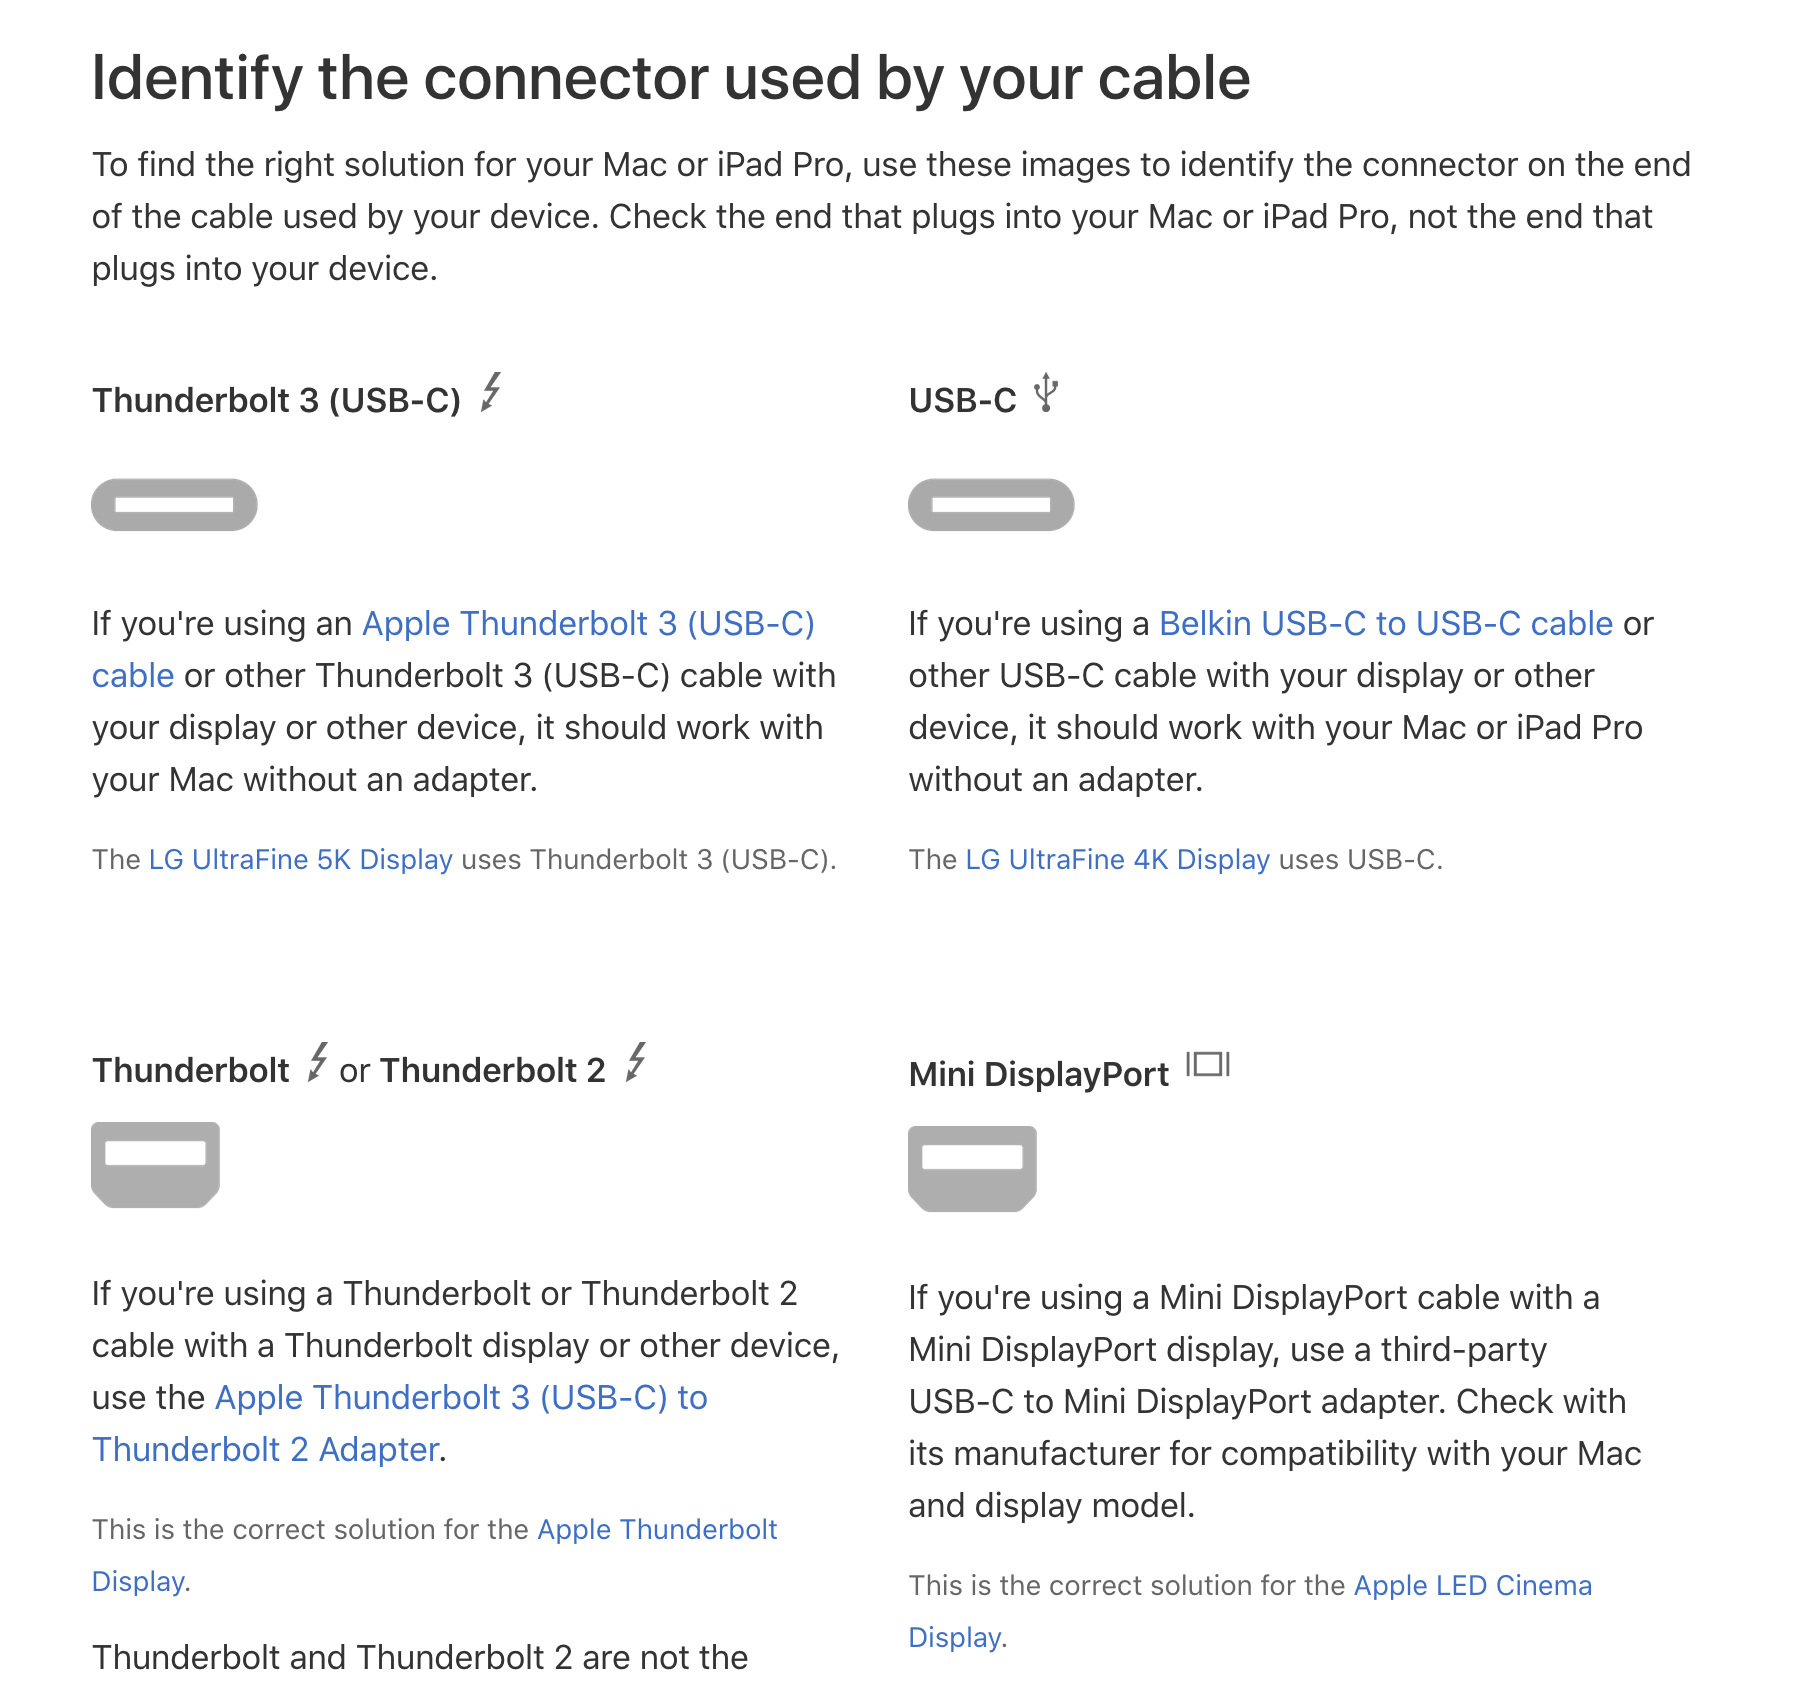 Identify the connector used by your cable
To find the right solution for your Mac or iPad Pro, use these images to identify the connector on the end
of the cable used by your device. Check the end that plugs into your Mac or iPad Pro, not the end that
plugs into your device.
Thunderbolt 3 (USB-C)
If you're using an Apple Thunderbolt 3 (USB-C)
cable or other Thunderbolt 3 (USB-C) cable with
your display or other device, it should work with
your Mac without an adapter.
The LG UltraFine 5K Display uses Thunderbolt 3 (USB-C).
USB-C
If you're using a Belkin USB-C to USB-C cable or
other USB-C cable with your display or other
device, it should work with your Mac or iPad Pro
without an adapter.
The LG UltraFine 4K Display uses USB-C.
Thunderbolt or Thunderbolt 2
If you're using a Thunderbolt or Thunderbolt 2
cable with a Thunderbolt display or other device,
use the Apple Thunderbolt 3 (USB-C) to
Thunderbolt 2 Adapter.
This is the correct solution for the Apple Thunderbolt
Display.
Thunderbolt and Thunderbolt 2 are not the
Mini DisplayPort
If you're using a Mini DisplayPort cable with a
Mini DisplayPort display, use a third-party
USB-C to Mini DisplayPort adapter. Check with
its manufacturer for compatibility with your Mac
and display model.
This is the correct solution for the Apple LED Cinema
Display.